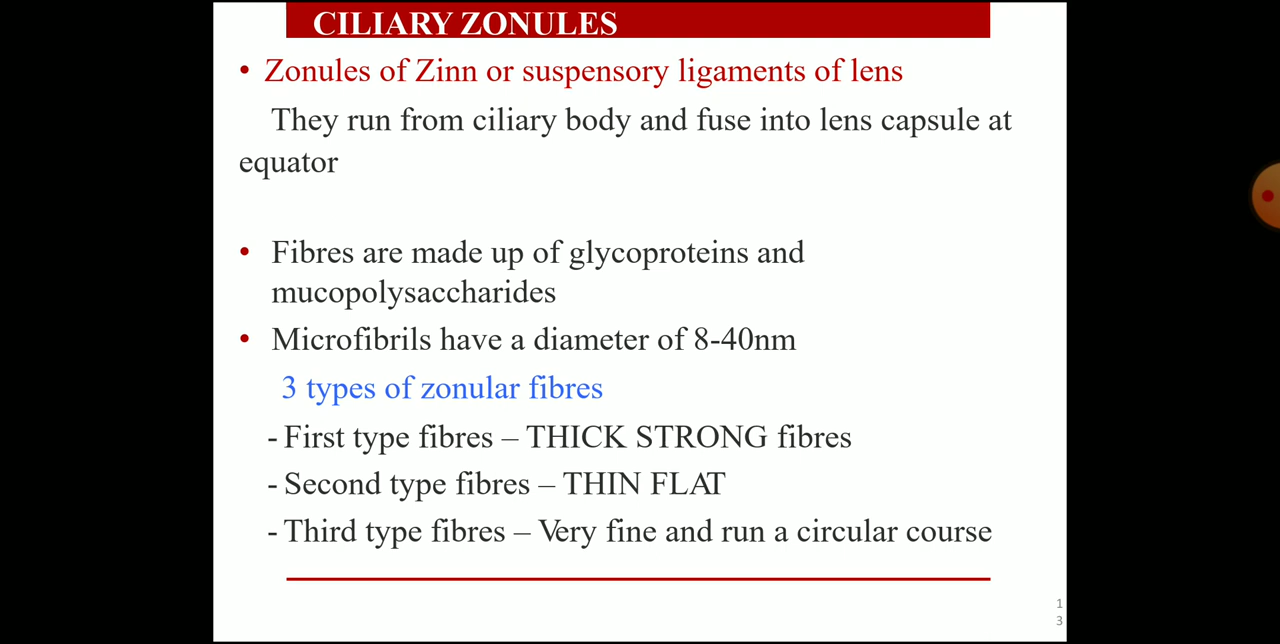 CILIARY ZONULES
• Zonules of Zinn or suspensory ligaments of lens
They run from ciliary body and fuse into lens capsule at
equator
• Fibres are made up of glycoproteins and
mucopolysaccharides
• Microfibrils have a diameter of 8-40nm
3 types of zonular fibres
- First type fibres – THICK STRONG fibres
- Second type fibres – THIN FLAT
- Third type fibres – Very fine and run a circular course
1
3